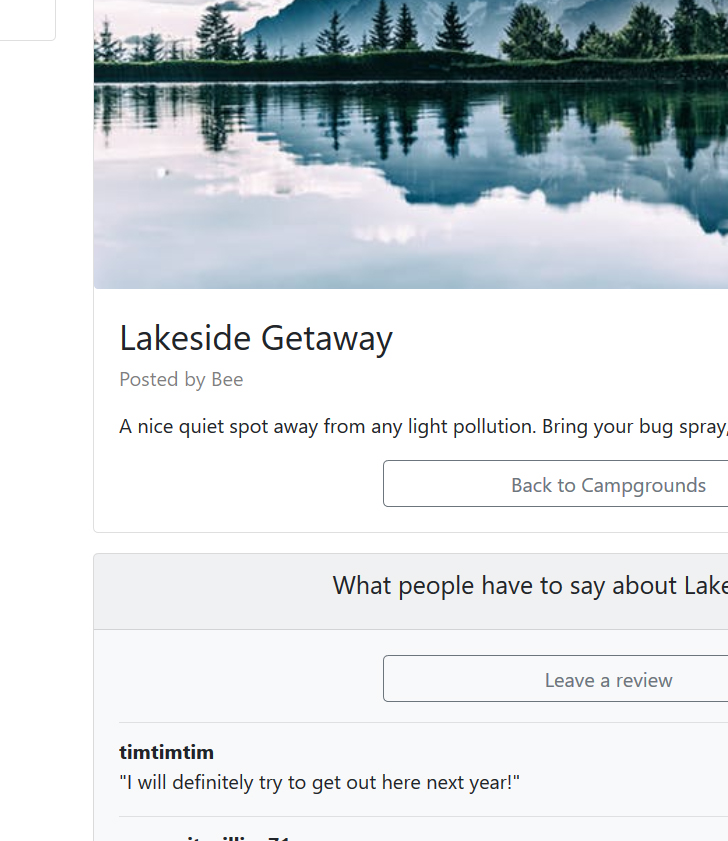 Lakeside Getaway
Posted by Bee
A nice quiet spot away from any light pollution. Bring your bug spray,
Back to Campgrounds
What people have to say about Lake
Leave a review
timtimtim
"I will definitely try to get out here next year!"